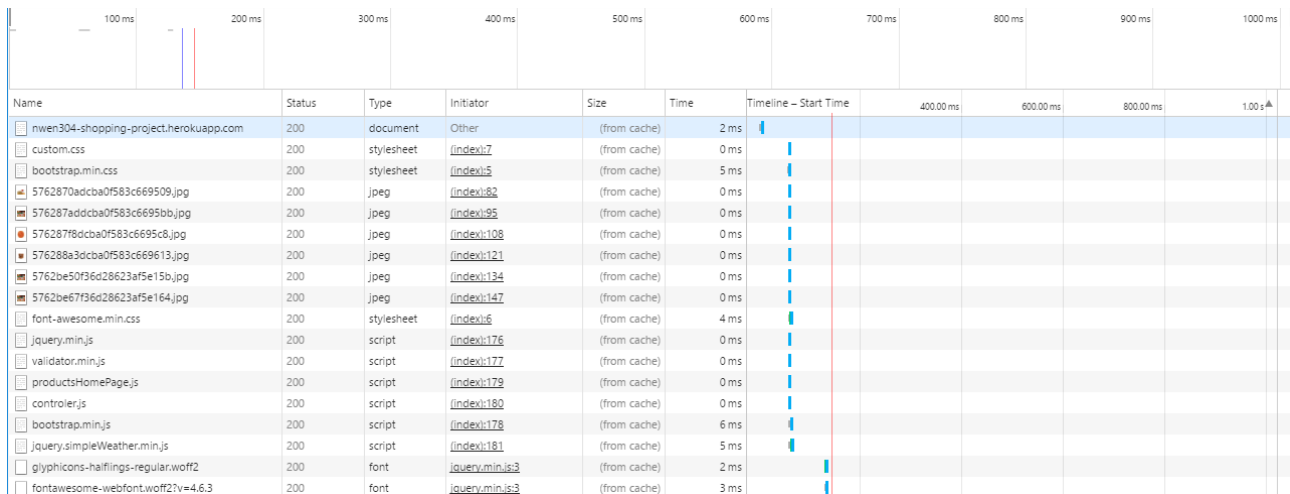 100 ms 200 ms 300 ms 400 ms 500 ms 600 ms 700 ms 800 ms 900 ms 1000 ms
Name Status Type Initiator Size Time Timeline – Start Time 400.00 ms 600.00 ms 800.00 ms 1.00 s
nwen304-shopping-project.herokuapp.com 200 document Other (from cache) 2 ms
custom.css 200 stylesheet (index):7 (from cache) 0 ms
bootstrap.min.css 200 stylesheet (index):5 (from cache) 5 ms
5762870adcba0f583c669509.jpg 200 jpeg (index):82 (from cache) 0 ms
576287addcba0f583c6695bb.jpg 200 jpeg (index):95 (from cache) 0 ms
576287f8dcba0f583c6695c8.jpg 200 jpeg (index):108 (from cache) 0 ms
576288a3dcba0f583c669613.jpg 200 jpeg (index):121 (from cache) 0 ms
5762be50f36d28623af5e15b.jpg 200 jpeg (index):134 (from cache) 0 ms
5762be67f36d28623af5e164.jpg 200 jpeg (index):147 (from cache) 0 ms
font-awesome.min.css 200 stylesheet (index):6 (from cache) 4 ms
jquery.min.js 200 script (index):176 (from cache) 0 ms
validator.min.js 200 script (index):177 (from cache) 0 ms
productsHomePage.js 200 script (index):179 (from cache) 0 ms
controler.js 200 script (index):180 (from cache) 0 ms
bootstrap.min.js 200 script (index):178 (from cache) 6 ms
jquery.simpleWeather.min.js 200 script (index):181 (from cache) 5 ms
glyphicons-halflings-regular.woff2 200 font jquery.min.js:3 (from cache) 2 ms
fontawesome-webfont.woff2?v=4.6.3 200 font jquery.min.js:3 (from cache) 3 ms